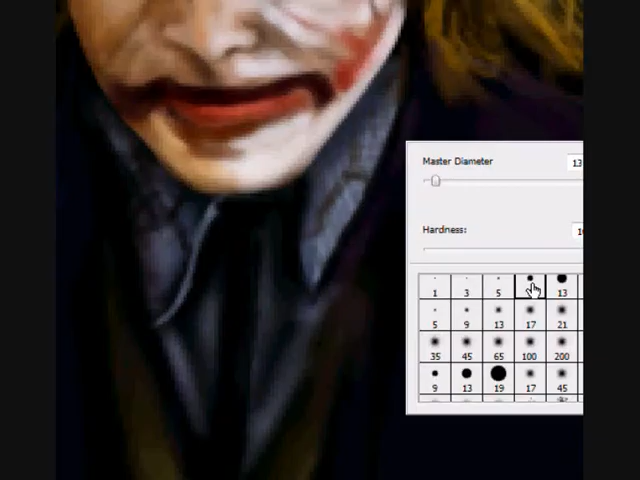 Master Diameter 13
Hardness:
1 3 5 13
5 9 13 17 21
35 45 65 100 200
9 13 19 17 45